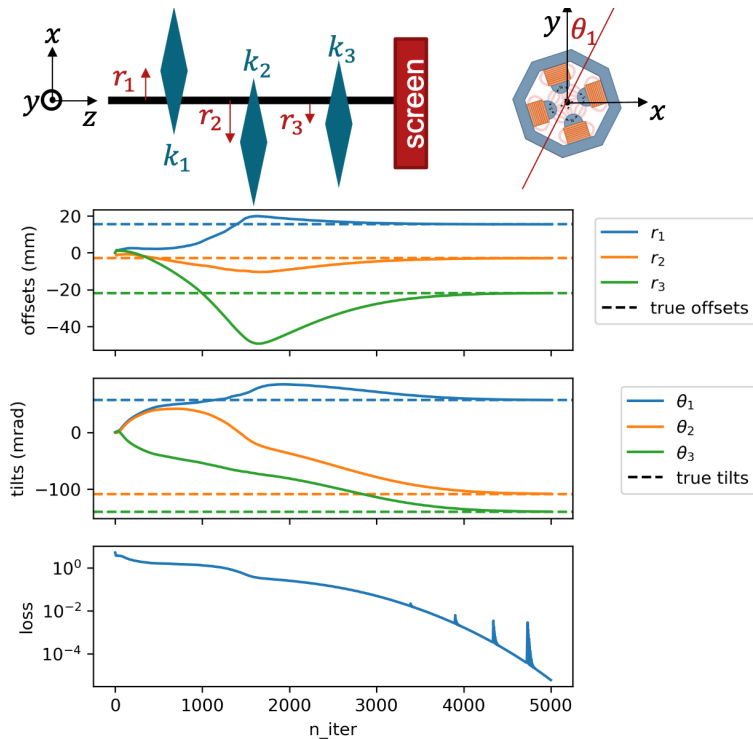 x
y
z
r₁
k₁
r₂
k₂
r₃
k₃
screen
y
θ₁
x
offsets (mm)
20
0
−20
−40
r₁
r₂
r₃
true offsets
tilts (mrad)
0
−100
θ₁
θ₂
θ₃
true tilts
loss
10⁰
10⁻²
10⁻⁴
0 1000 2000 3000 4000 5000
n_iter